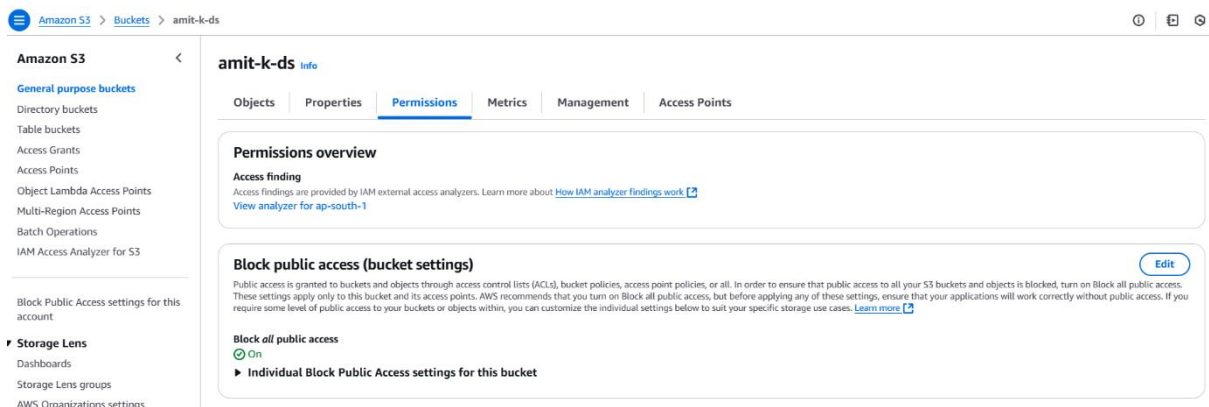 Amazon S3 > Buckets > amit-k-ds
Amazon S3
General purpose buckets
Directory buckets
Table buckets
Access Grants
Access Points
Object Lambda Access Points
Multi-Region Access Points
Batch Operations
IAM Access Analyzer for S3
Block Public Access settings for this
account
Storage Lens
Dashboards
Storage Lens groups
AWS Organizations settings
amit-k-ds Info
Objects Properties Permissions Metrics Management Access Points
Permissions overview
Access finding
Access findings are provided by IAM external access analyzers. Learn more about How IAM analyzer findings work
View analyzer for ap-south-1
Block public access (bucket settings)
Edit
Public access is granted to buckets and objects through access control lists (ACLs), bucket policies, access point policies, or all. In order to ensure that public access to all your S3 buckets and objects is blocked, turn on Block all public access.
These settings apply only to this bucket and its access points. AWS recommends that you turn on Block all public access, but before applying any of these settings, ensure that your applications will work correctly without public access. If you
require some level of public access to your buckets or objects within, you can customize the individual settings below to suit your specific storage use cases. Learn more
Block all public access
On
Individual Block Public Access settings for this bucket